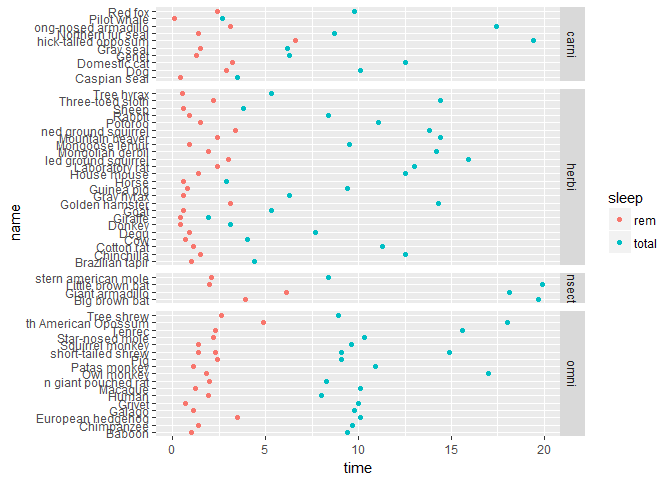 Red fox
Pilot whale
ong-nosed armadillo
Northern fur seal
hick-tailed opposum
Gray seal
Genet
Domestic cat
Dog
Caspian seal
carni
Tree hyrax
Three-toed sloth
Sheep
Rabbit
Potoroo
ned ground squirrel
Mountain beaver
Mongoose lemur
Mongolian gerbil
led ground squirrel
Laboratory rat
House mouse
Horse
Guinea pig
Gray hyrax
Golden hamster
Goat
Giraffe
Donkey
Degu
Cow
Cotton rat
Chinchilla
Brazilian tapir
herbi
stern american mole
Little brown bat
Giant armadillo
Big brown bat
nsect
Tree shrew
th American Opossum
Tenrec
Star-nosed mole
Squirrel monkey
short-tailed shrew
Pig
Patas monkey
Owl monkey
n giant pouched rat
Macaque
Human
Grivet
Galago
European hedgehog
Chimpanzee
Baboon
omni
name
0 5 10 15 20
time
sleep
rem
total